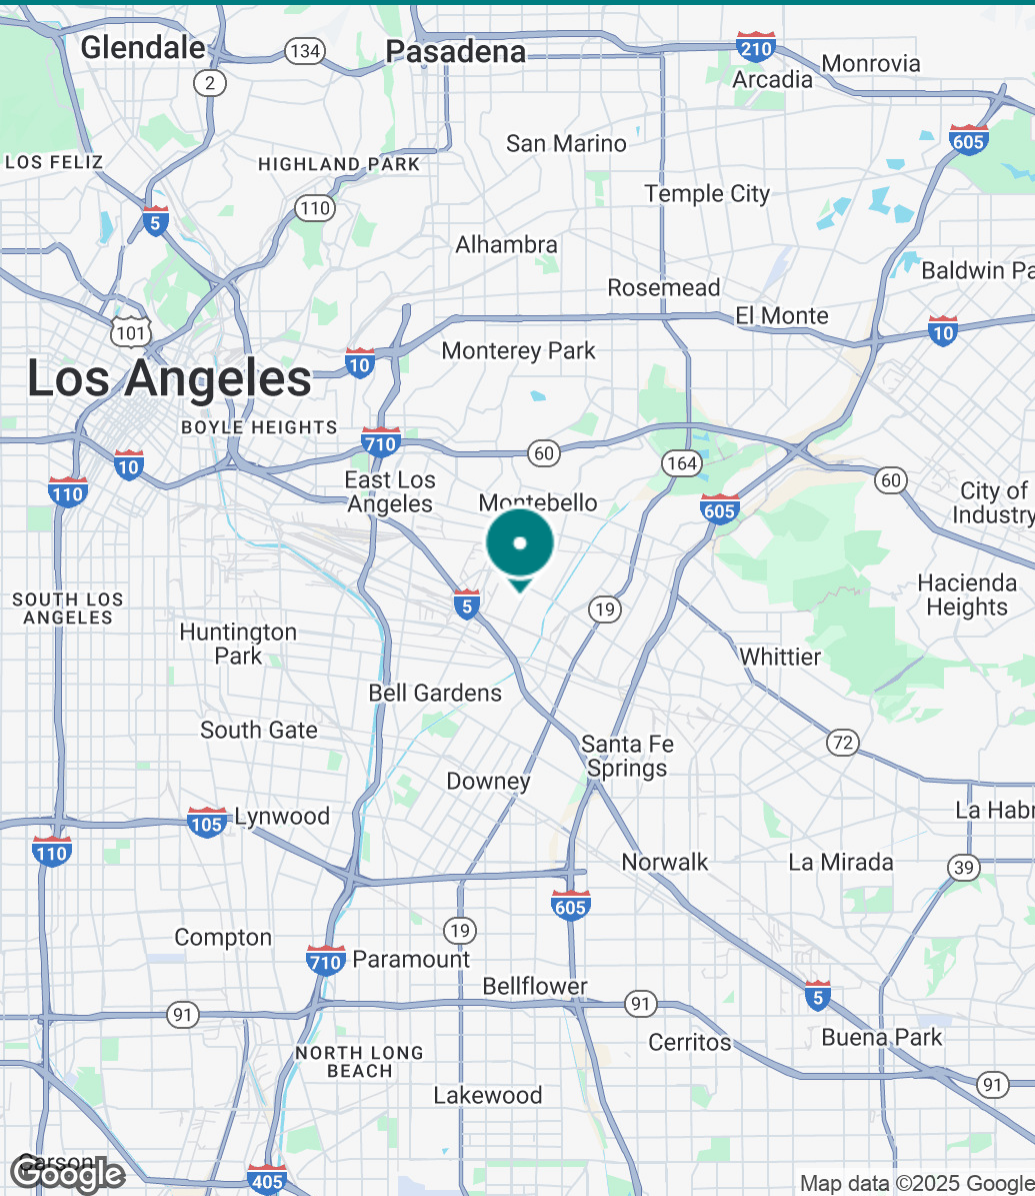 Glendale
134
Pasadena
210
Arcadia
Monrovia
2
605
San Marino
LOS FELIZ
HIGHLAND PARK
Temple City
110
5
Alhambra
Baldwin Pa
Rosemead
El Monte
101
10
10
Monterey Park
Los Angeles
BOYLE HEIGHTS
710
60
10
164
East Los
Angeles
60
110
Montebello
605
City of
Industry
Hacienda
Heights
SOUTH LOS
ANGELES
5
19
Huntington
Park
Whittier
Bell Gardens
South Gate
72
Santa Fe
Springs
Downey
105
Lynwood
La Habr
110
Norwalk
La Mirada
39
605
Compton
19
710
Paramount
Bellflower
5
91
91
Cerritos
Buena Park
NORTH LONG
BEACH
91
Lakewood
Carson
Google
405
Map data ©2025 Google